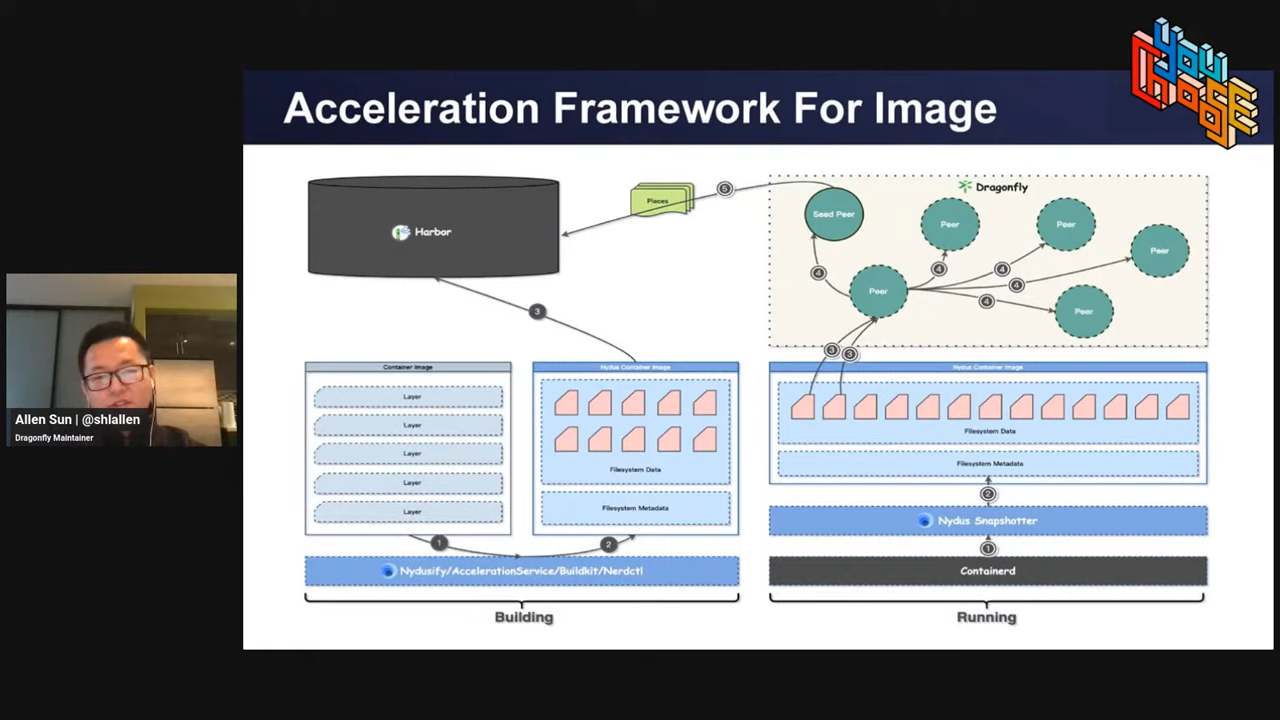 YOU
CHOOSE
Acceleration Framework For Image
Harbor
Pieces
5
Dragonfly
Seed Peer
Peer
Peer
Peer
Peer
Peer
4
4
4
4
4
3
3
3
Container Image
Layer
Layer
Layer
Layer
Layer
Nydus Container Image
Filesystem Data
Filesystem Metadata
1
2
Nydusify/AccelerationService/Buildkit/Nerdctl
Building
Nydus Container Image
Filesystem Data
Filesystem Metadata
2
Nydus Snapshotter
1
Containerd
Running
Allen Sun | @shlallen
Dragonfly Maintainer